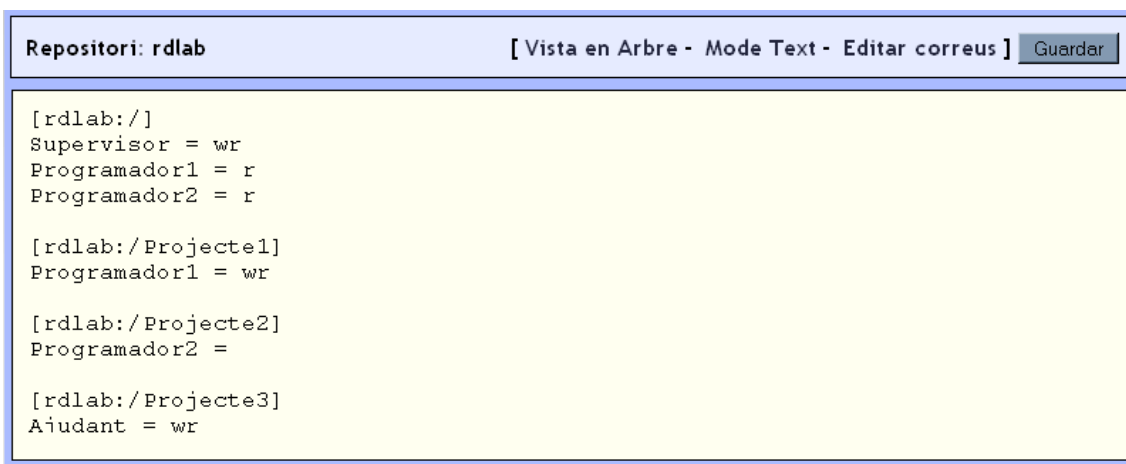 Repositori: rdlab [ Vista en Arbre - Mode Text - Editar correus ] Guardar
[rdlab:/]
Supervisor = wr
Programador1 = r
Programador2 = r
[rdlab:/Projecte1]
Programador1 = wr
[rdlab:/Projecte2]
Programador2 =
[rdlab:/Projecte3]
Ajudant = wr